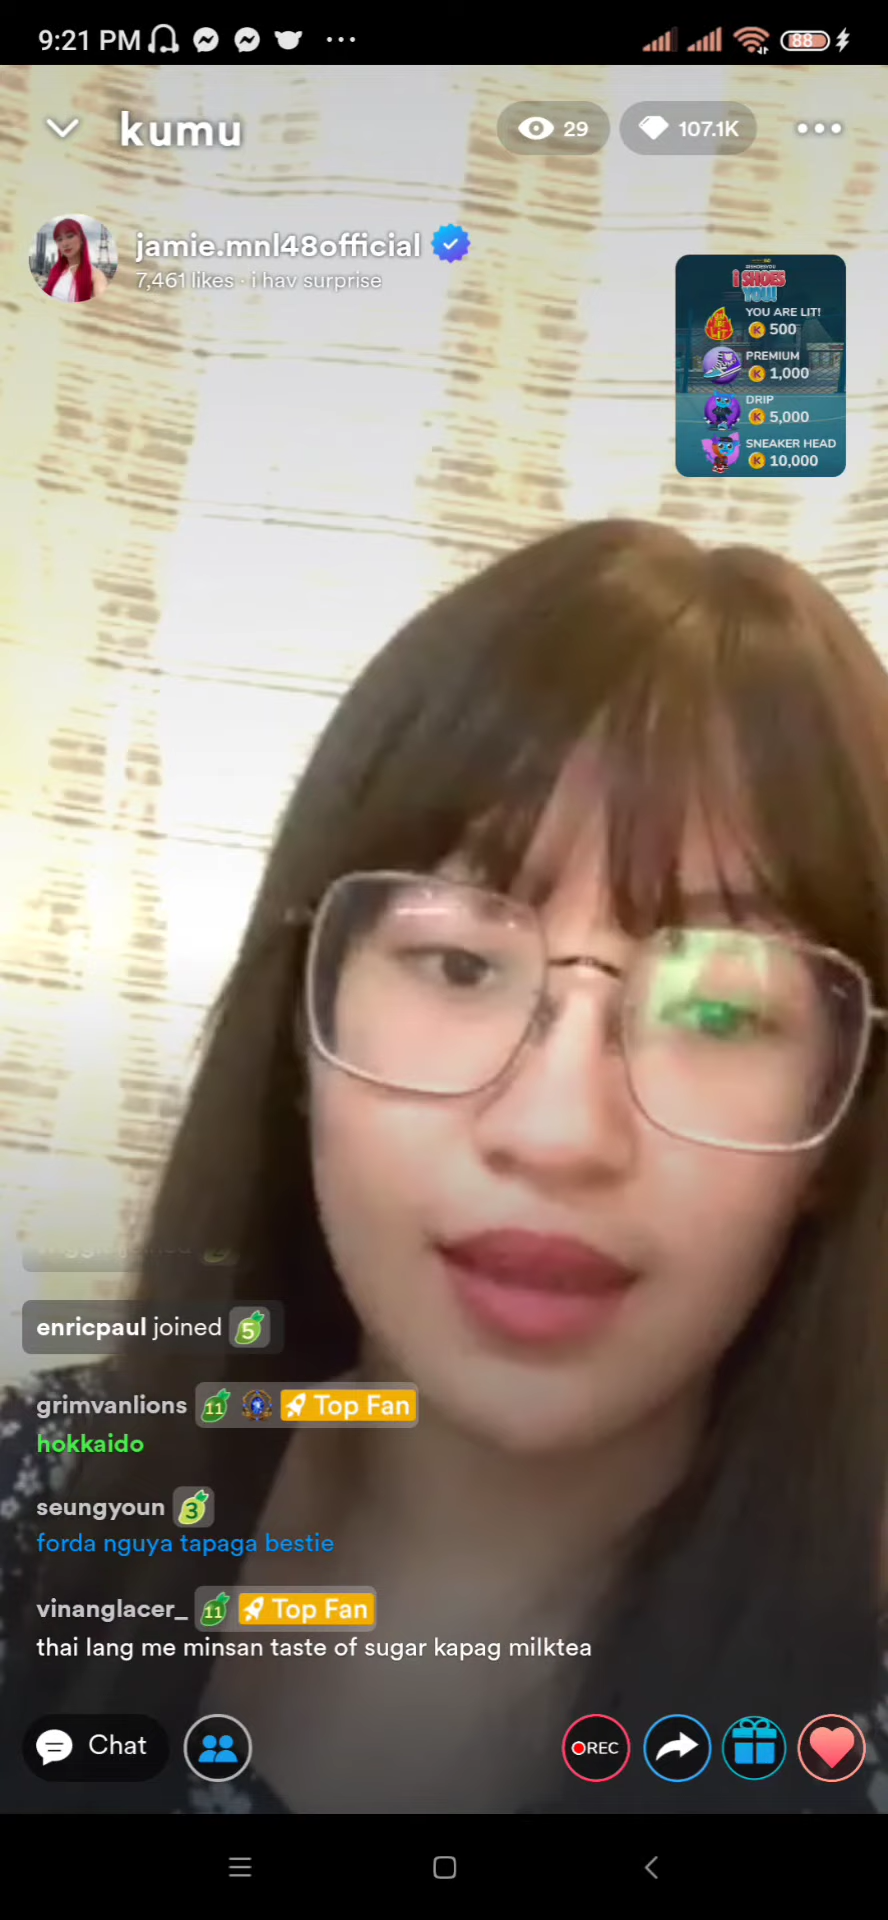 9:21 PM
88
kumu
29
107.1K
jamie.mnl48official
7,461 likes · i hav surprise
i SHOES
YOU!
YOU ARE LIT!
500
PREMIUM
1,000
DRIP
5,000
SNEAKER HEAD
10,000
joined
enricpaul joined 5
grimvanlions 11 Top Fan
hokkaido
seungyoun 3
forda nguya tapaga bestie
vinanglacer_ 11 Top Fan
thai lang me minsan taste of sugar kapag milktea
Chat
REC